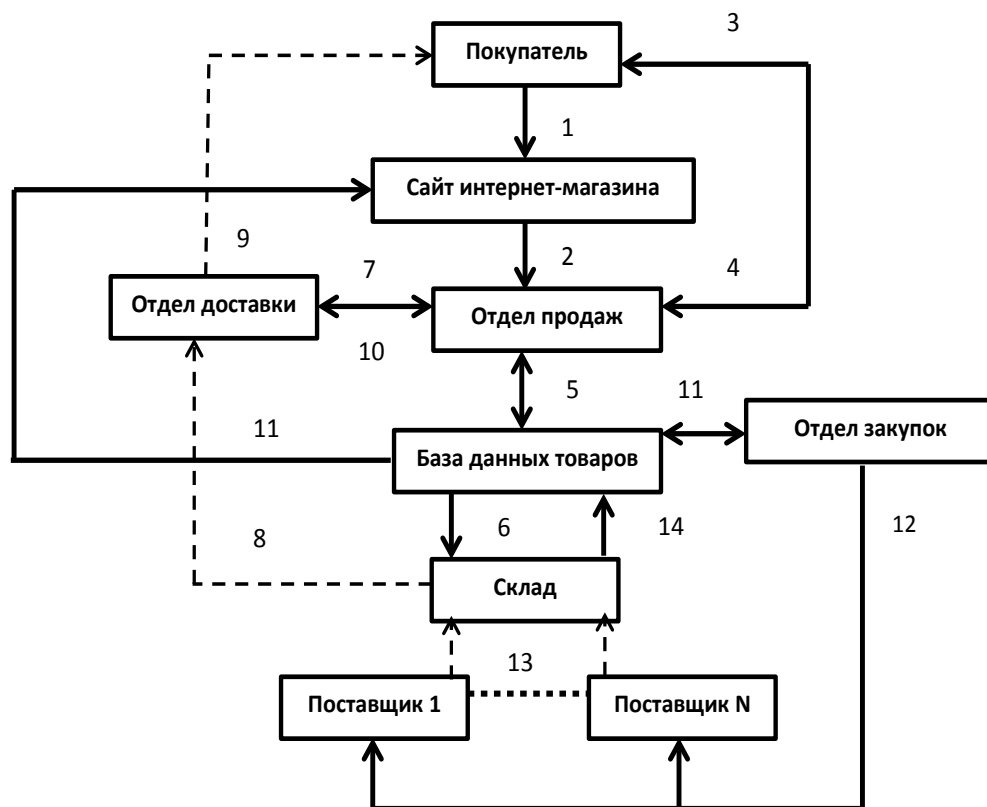 3
Покупатель
1
Сайт интернет-магазина
9
7
2
4
Отдел доставки
Отдел продаж
10
5
11
11
База данных товаров
Отдел закупок
8
6
14
12
Склад
13
Поставщик 1
Поставщик N